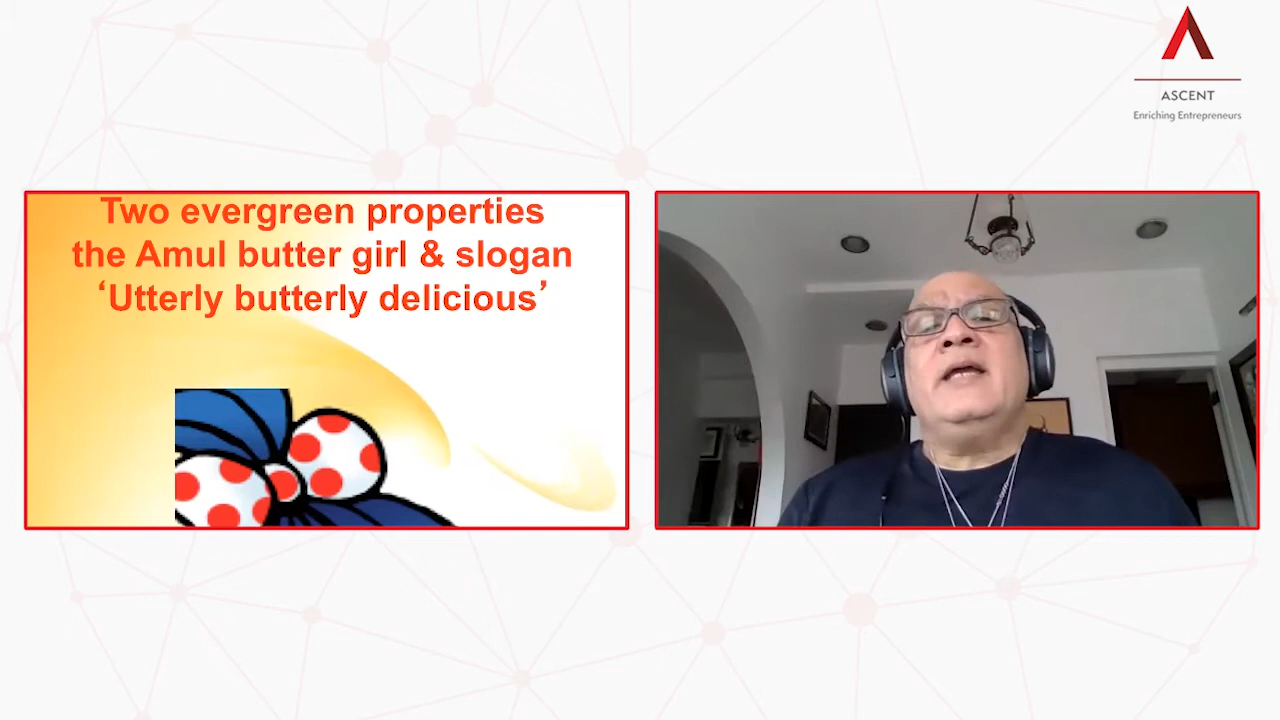 ASCENT
Enriching Entrepreneurs
Two evergreen properties
the Amul butter girl & slogan
‘Utterly butterly delicious’